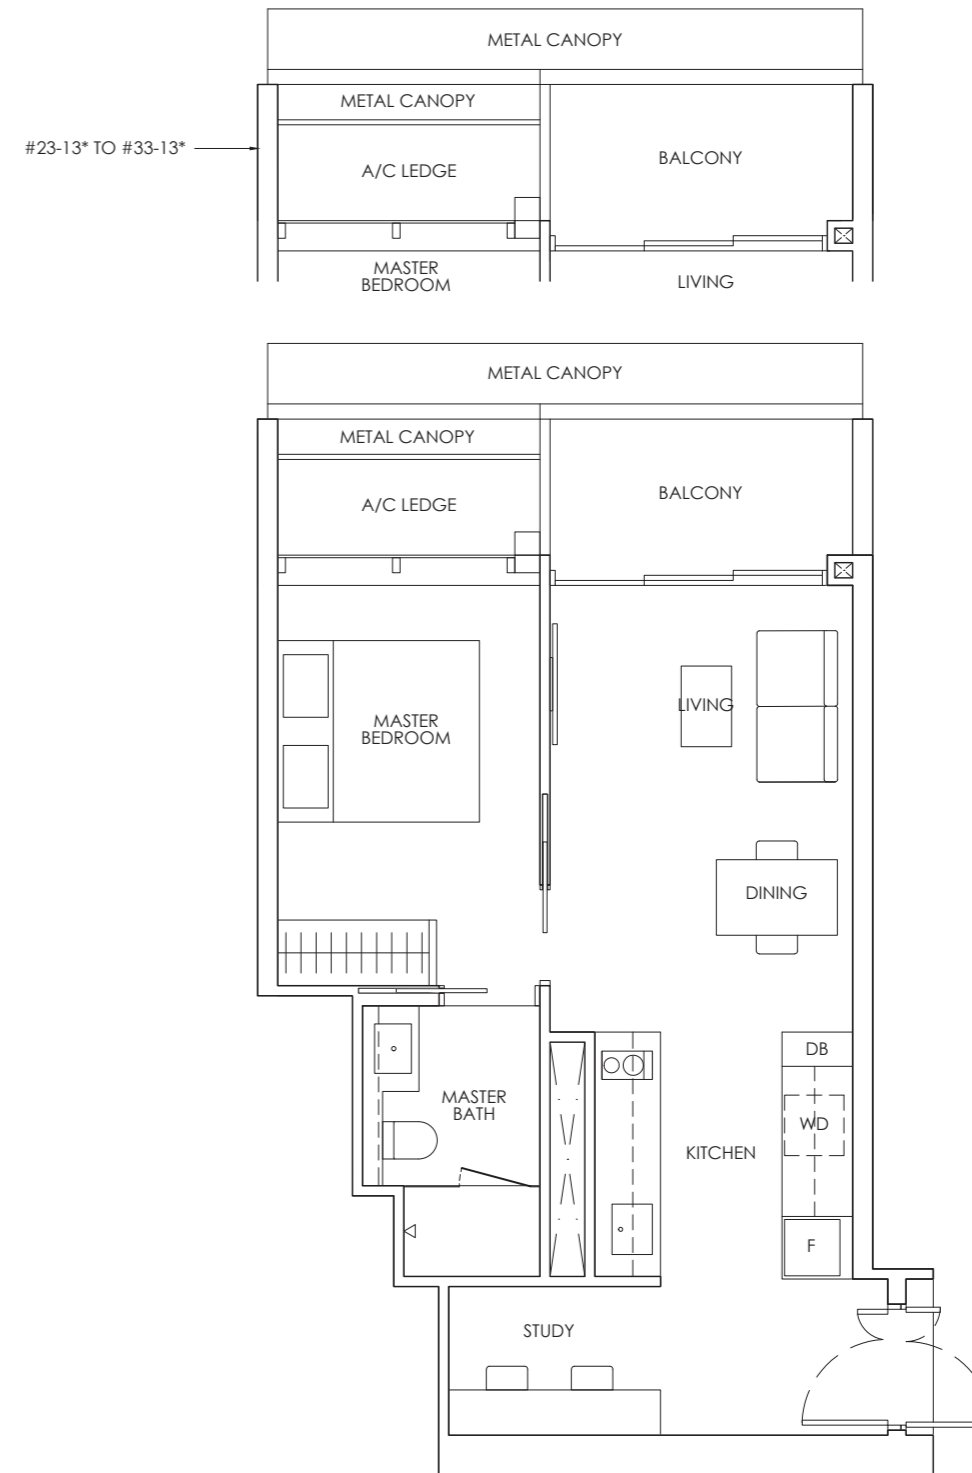 METAL CANOPY
METAL CANOPY
#23-13* TO #33-13*
BALCONY
A/C LEDGE
MASTER
BEDROOM
LIVING
METAL CANOPY
METAL CANOPY
BALCONY
A/C LEDGE
LIVING
MASTER
BEDROOM
DINING
DB
MASTER
BATH
WD
KITCHEN
F
STUDY